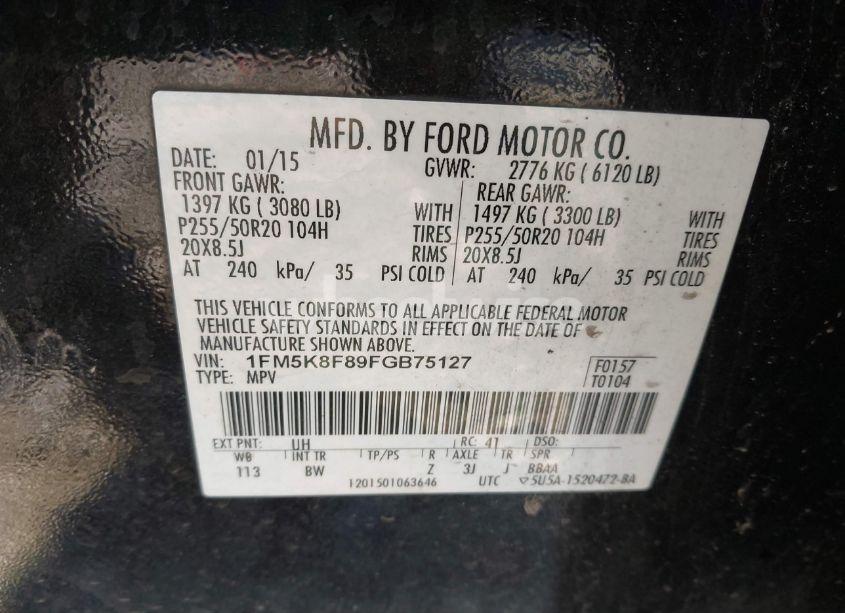 MFD. BY FORD MOTOR CO.
DATE: 01/15 GVWR: 2776 KG ( 6120 LB)
FRONT GAWR: REAR GAWR:
1397 KG ( 3080 LB) WITH 1497 KG ( 3300 LB) WITH
P255/50R20 104H TIRES P255/50R20 104H TIRES
20X8.5J RIMS 20X8.5J RIMS
AT 240 kPa/ 35 PSI COLD AT 240 kPa/ 35 PSI COLD
THIS VEHICLE CONFORMS TO ALL APPLICABLE FEDERAL MOTOR
VEHICLE SAFETY STANDARDS IN EFFECT ON THE DATE OF
MANUFACTURE SHOWN ABOVE.
VIN: 1FM5K8F89FGB75127 F0157
TYPE: MPV T0104
EXT PNT: UH RC: 41 DSO:
WB INT TR TP/PS R AXLE TR SPR
113 BW Z 3J J BBAA
1201501063646 UTC ▽5U5A-1520472-BA